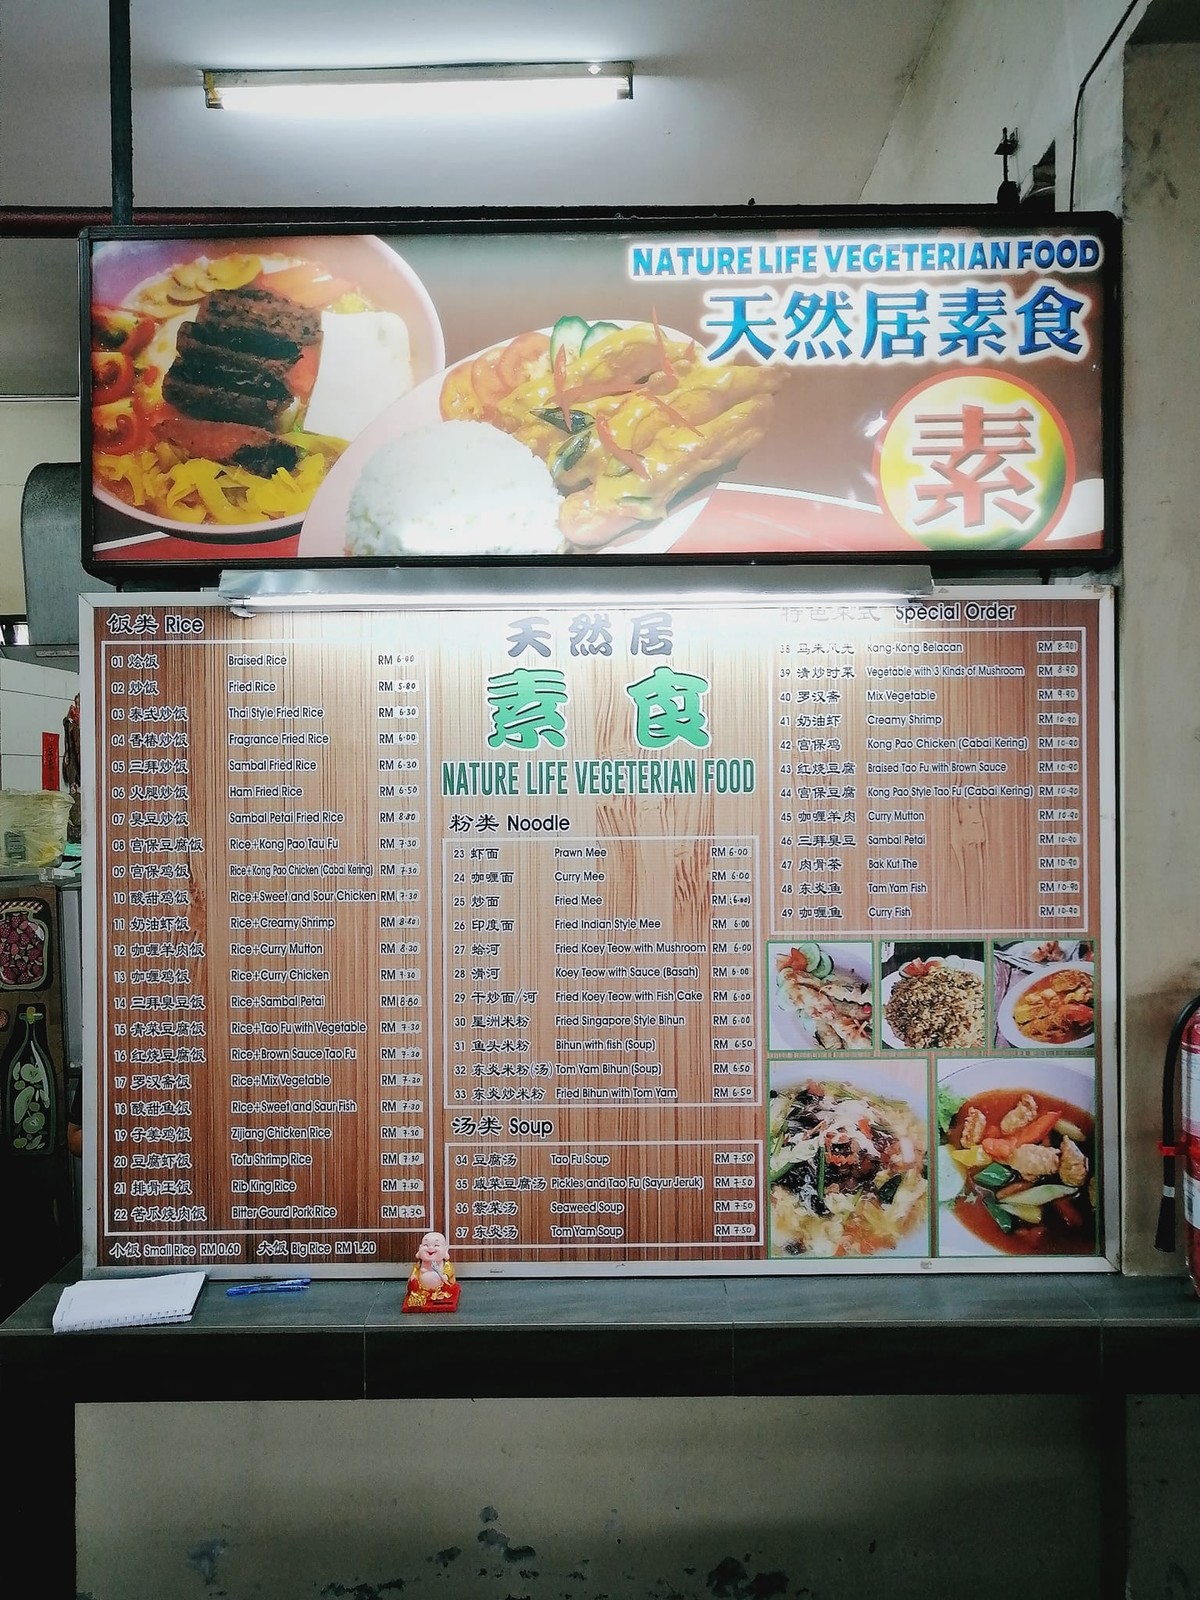 NATURE LIFE VEGETERIAN FOOD
天然居素食
素
饭类 Rice
01 烩饭 Braised Rice RM 6.00
02 炒饭 Fried Rice RM 5.80
03 泰式炒饭 Thai Style Fried Rice RM 6.30
04 香椿炒饭 Fragrance Fried Rice RM 6.00
05 三拜炒饭 Sambal Fried Rice RM 6.30
06 火腿炒饭 Ham Fried Rice RM 6.50
07 臭豆炒饭 Sambal Petai Fried Rice RM 8.80
08 宫保豆腐饭 Rice+Kong Pao Tau Fu RM 7.30
09 宫保鸡饭 Rice+Kong Pao Chicken (Cabai Kering) RM 7.30
10 酸甜鸡饭 Rice+Sweet and Sour Chicken RM 7.30
11 奶油虾饭 Rice+Creamy Shrimp RM
12 咖喱羊肉饭 Rice+Curry Mutton RM 8.30
13 咖喱鸡饭 Rice+Curry Chicken RM 7.30
14 三拜臭豆饭 Rice+Sambal Petai RM 8.80
15 青菜豆腐饭 Rice+Tao Fu with Vegetable RM 7.30
16 红烧豆腐饭 Rice+Brown Sauce Tao Fu RM 7.30
17 罗汉斋饭 Rice+Mix Vegetable RM 7.30
18 酸甜鱼饭 Rice+Sweet and Saur Fish RM 7.30
19 子姜鸡饭 Zijiang Chicken Rice RM 7.30
20 豆腐虾饭 Tofu Shrimp Rice RM 7.30
21 排骨王饭 Rib King Rice RM 7.30
22 苦瓜烧肉饭 Bitter Gourd Pork Rice RM 7.30
小饭 Small Rice RM 0.60 大饭 Big Rice RM 1.20
天然居
素食
NATURE LIFE VEGETERIAN FOOD
粉类 Noodle
23 虾面 Prawn Mee RM 6.00
24 咖喱面 Curry Mee RM 6.00
25 炒面 Fried Mee RM
26 印度面 Fried Indian Style Mee RM 6.00
27 蛤河 Fried Koey Teow with Mushroom RM 6.00
28 滑河 Koey Teow with Sauce (Basah) RM 6.00
29 干炒面/河 Fried Koey Teow with Fish Cake RM 6.00
30 星洲米粉 Fried Singapore Style Bihun RM 6.00
31 鱼头米粉 Bihun with fish (Soup) RM 6.50
32 东炎米粉(汤) Tom Yam Bihun (Soup) RM 6.50
33 东炎炒米粉 Fried Bihun with Tom Yam RM 6.50
汤类 Soup
34 豆腐汤 Tao Fu Soup RM 7.50
35 咸菜豆腐汤 Pickles and Tao Fu (Sayur Jeruk) RM 7.50
36 紫菜汤 Seaweed Soup RM 7.50
37 东炎汤 Tom Yam Soup RM 7.50
Special Order
38 马来风光 Kang-Kong Belacan RM 8.90
39 清炒时菜 Vegetable with 3 Kinds of Mushroom RM 8.90
40 罗汉斋 Mix Vegetable RM 9.90
41 奶油虾 Creamy Shrimp RM 10.90
42 宫保鸡 Kong Pao Chicken (Cabai Kering) RM 10.90
43 红烧豆腐 Braised Tao Fu with Brown Sauce RM 10.90
44 宫保豆腐 Kong Pao Style Tao Fu (Cabai Kering) RM 10.90
45 咖喱羊肉 Curry Mutton RM 10.90
46 三拜臭豆 Sambal Petai RM 10.90
47 肉骨茶 Bak Kut The RM 10.90
48 东炎鱼 Tam Yam Fish RM 10.90
49 咖喱鱼 Curry Fish RM 10.90